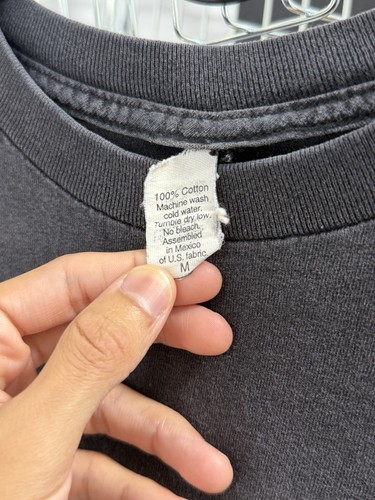 100% Cotton
Machine wash
cold water.
Tumble dry low.
No bleach.
Assembled
in Mexico
of U.S. fabric.
M